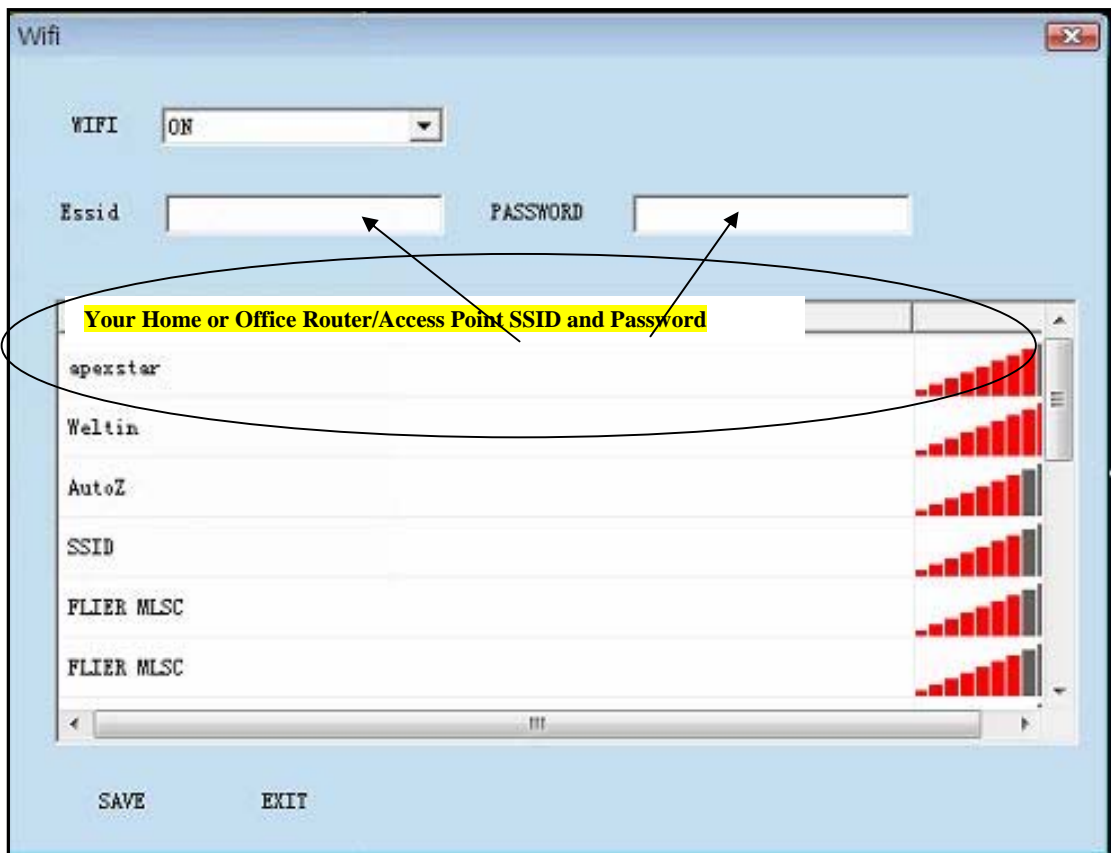 Wifi
WIFI ON
Essid PASSWORD
Your Home or Office Router/Access Point SSID and Password
apexstar
Weltin
AutoZ
SSID
FLIER MLSC
FLIER MLSC
SAVE EXIT